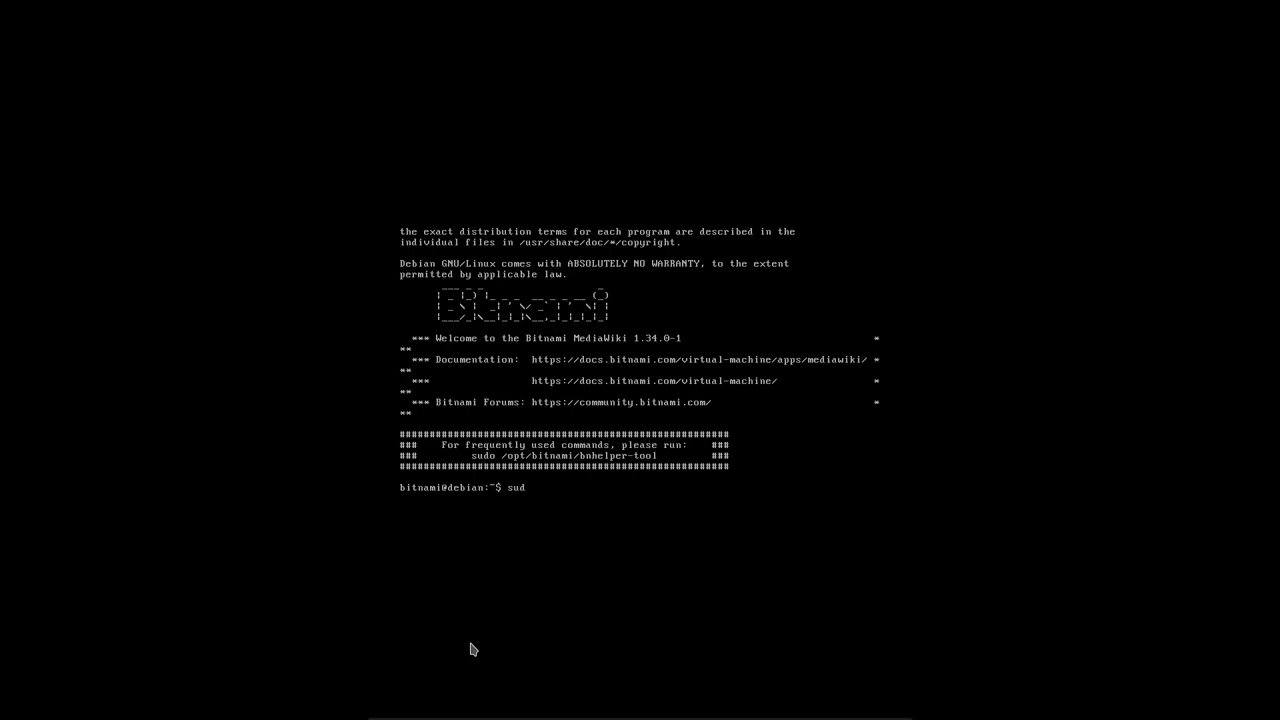 the exact distribution terms for each program are described in the
individual files in /usr/share/doc/*/copyright.
Debian GNU/Linux comes with ABSOLUTELY NO WARRANTY, to the extent
permitted by applicable law.
Bitnami
*** Welcome to the Bitnami MediaWiki 1.34.0-1 *
**
*** Documentation: https://docs.bitnami.com/virtual-machine/apps/mediawiki/ *
**
*** https://docs.bitnami.com/virtual-machine/ *
**
*** Bitnami Forums: https://community.bitnami.com/ *
**
#######################################################
### For frequently used commands, please run: ###
### sudo /opt/bitnami/bnhelper-tool ###
#######################################################
bitnami@debian:~$ sud